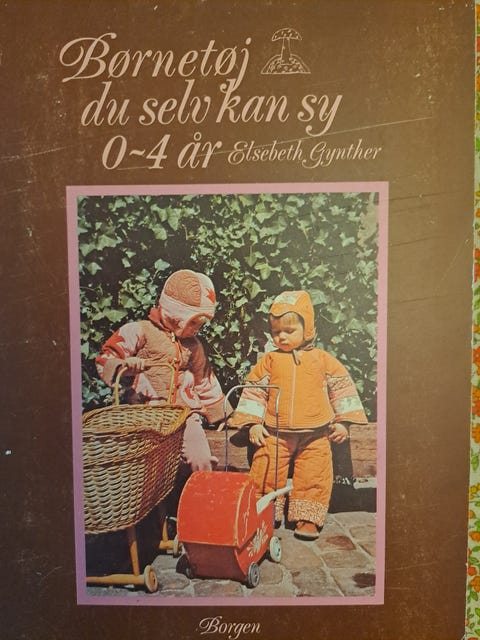 Børnetøj
du selv kan sy
0-4 år Elsebeth Gynther
Borgen